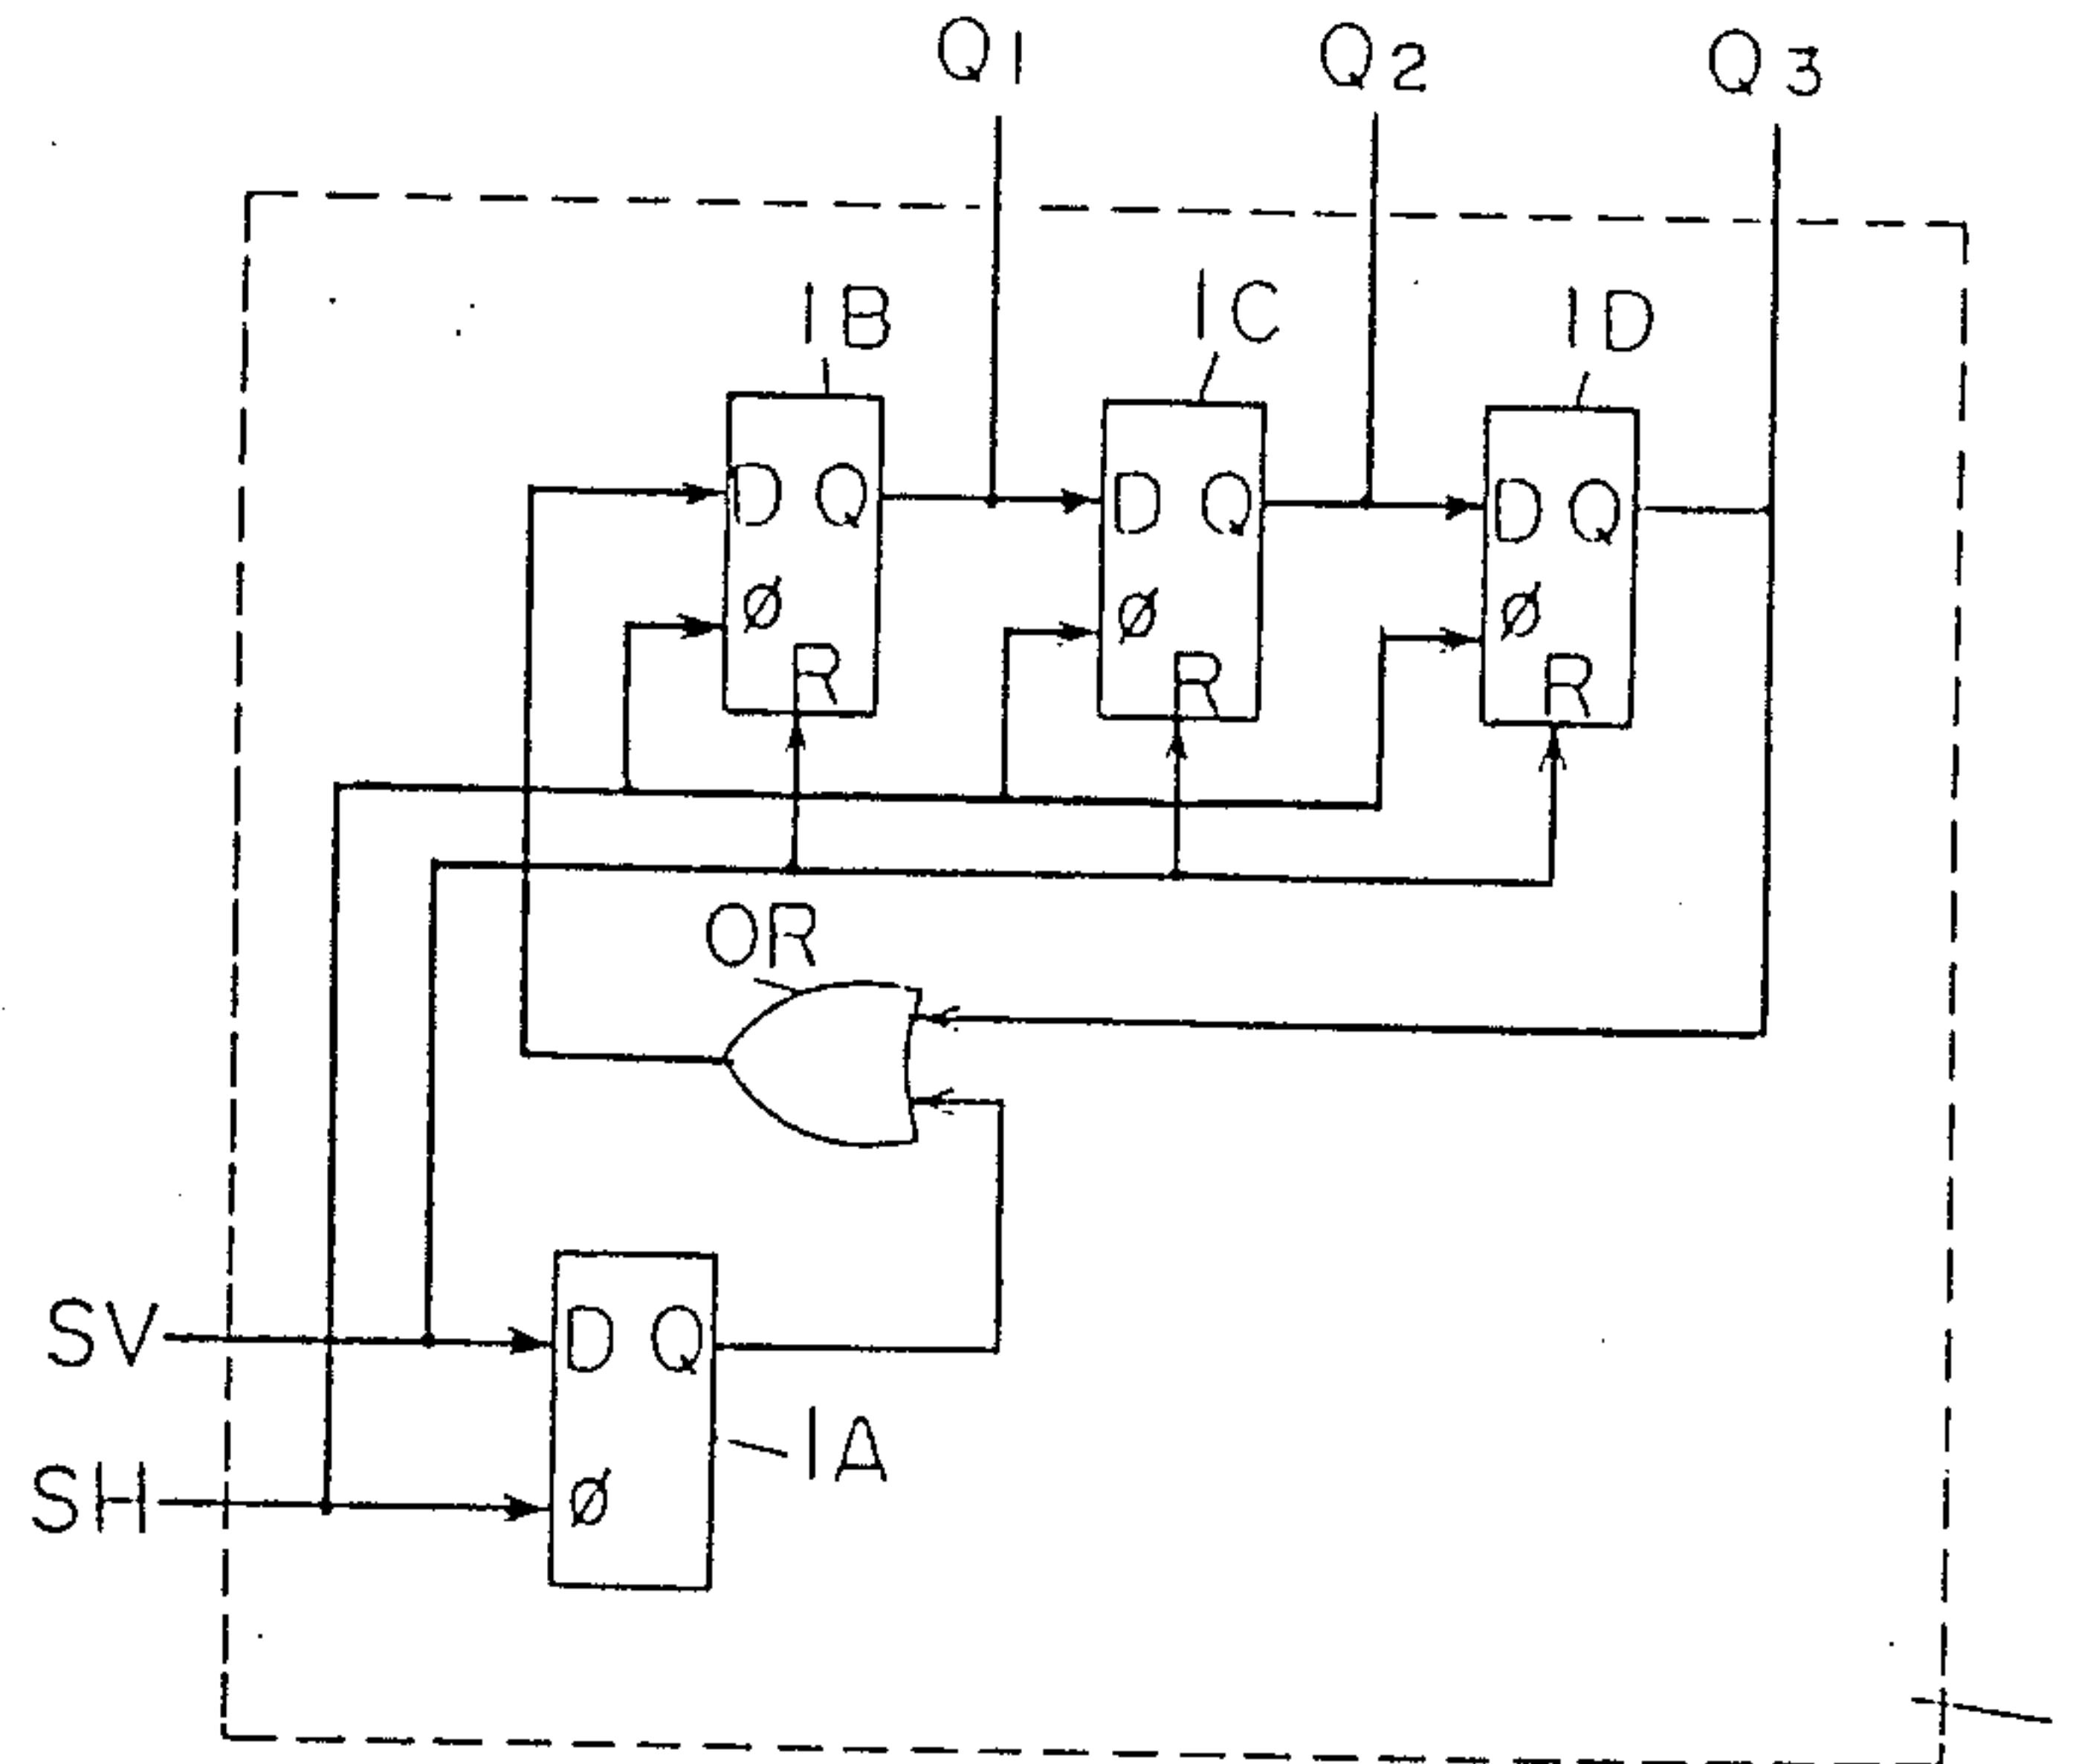 Q1 Q2 Q3
1B 1C 1D
D Q D Q D Q
Ø Ø Ø
R R R
OR
SV D Q
1A
SH Ø